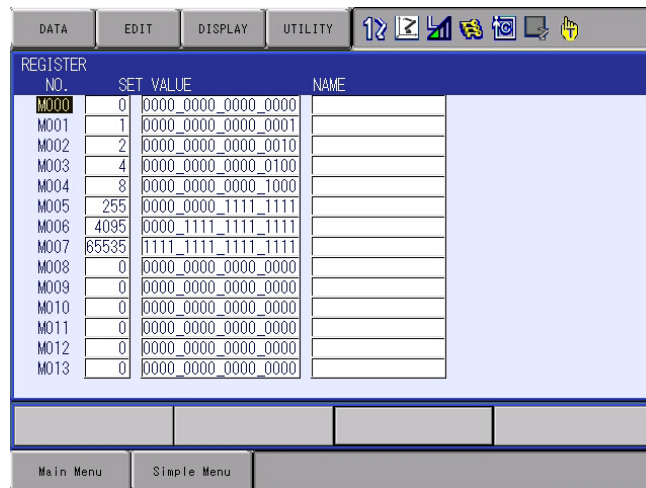 DATA EDIT DISPLAY UTILITY
REGISTER
NO. SET VALUE NAME
M000 0 0000_0000_0000_0000
M001 1 0000_0000_0000_0001
M002 2 0000_0000_0000_0010
M003 4 0000_0000_0000_0100
M004 8 0000_0000_0000_1000
M005 255 0000_0000_1111_1111
M006 4095 0000_1111_1111_1111
M007 65535 1111_1111_1111_1111
M008 0 0000_0000_0000_0000
M009 0 0000_0000_0000_0000
M010 0 0000_0000_0000_0000
M011 0 0000_0000_0000_0000
M012 0 0000_0000_0000_0000
M013 0 0000_0000_0000_0000
Main Menu Simple Menu